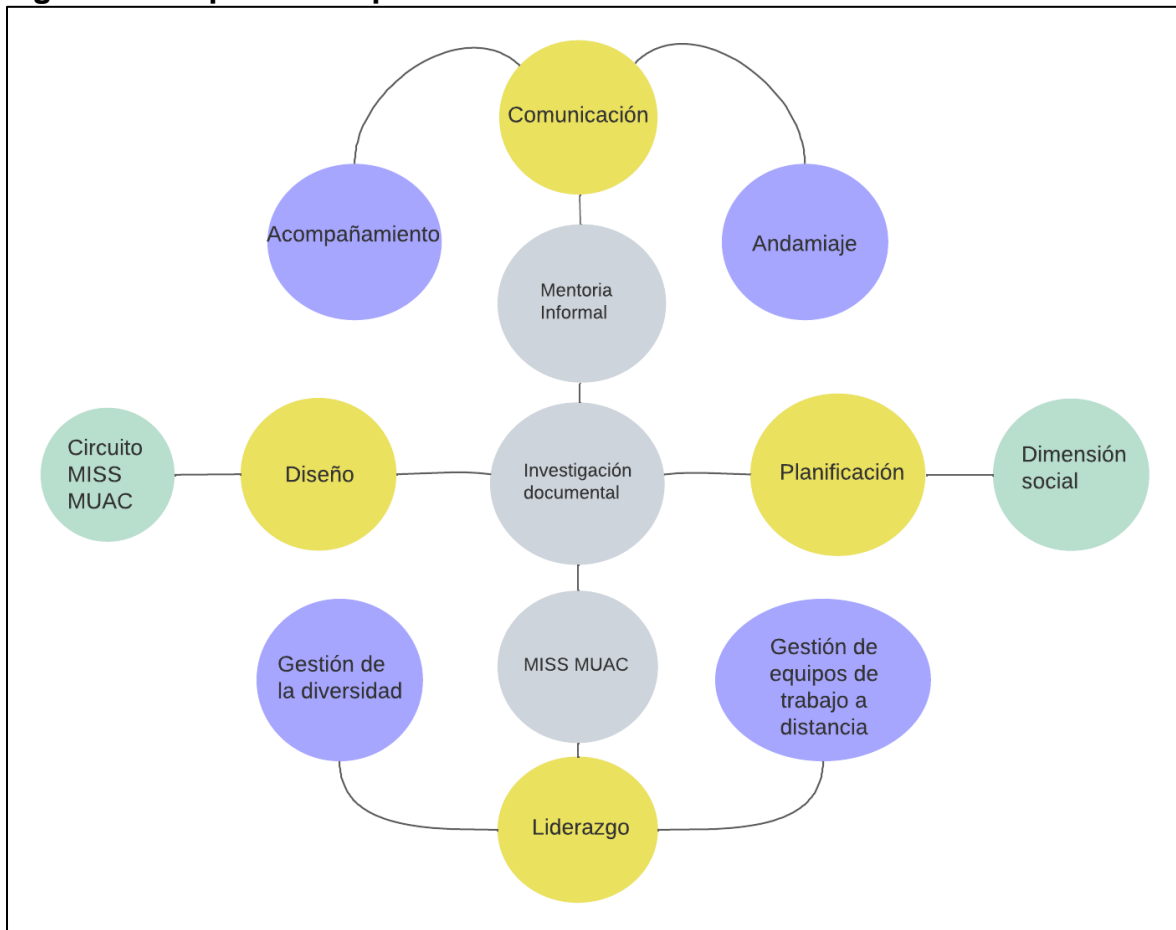 Comunicación
Acompañamiento
Andamiaje
Mentoria
Informal
Circuito
MISS
MUAC
Diseño
Investigación
documental
Planificación
Dimensión
social
Gestión de
la diversidad
MISS MUAC
Gestión de
equipos de
trabajo a
distancia
Liderazgo